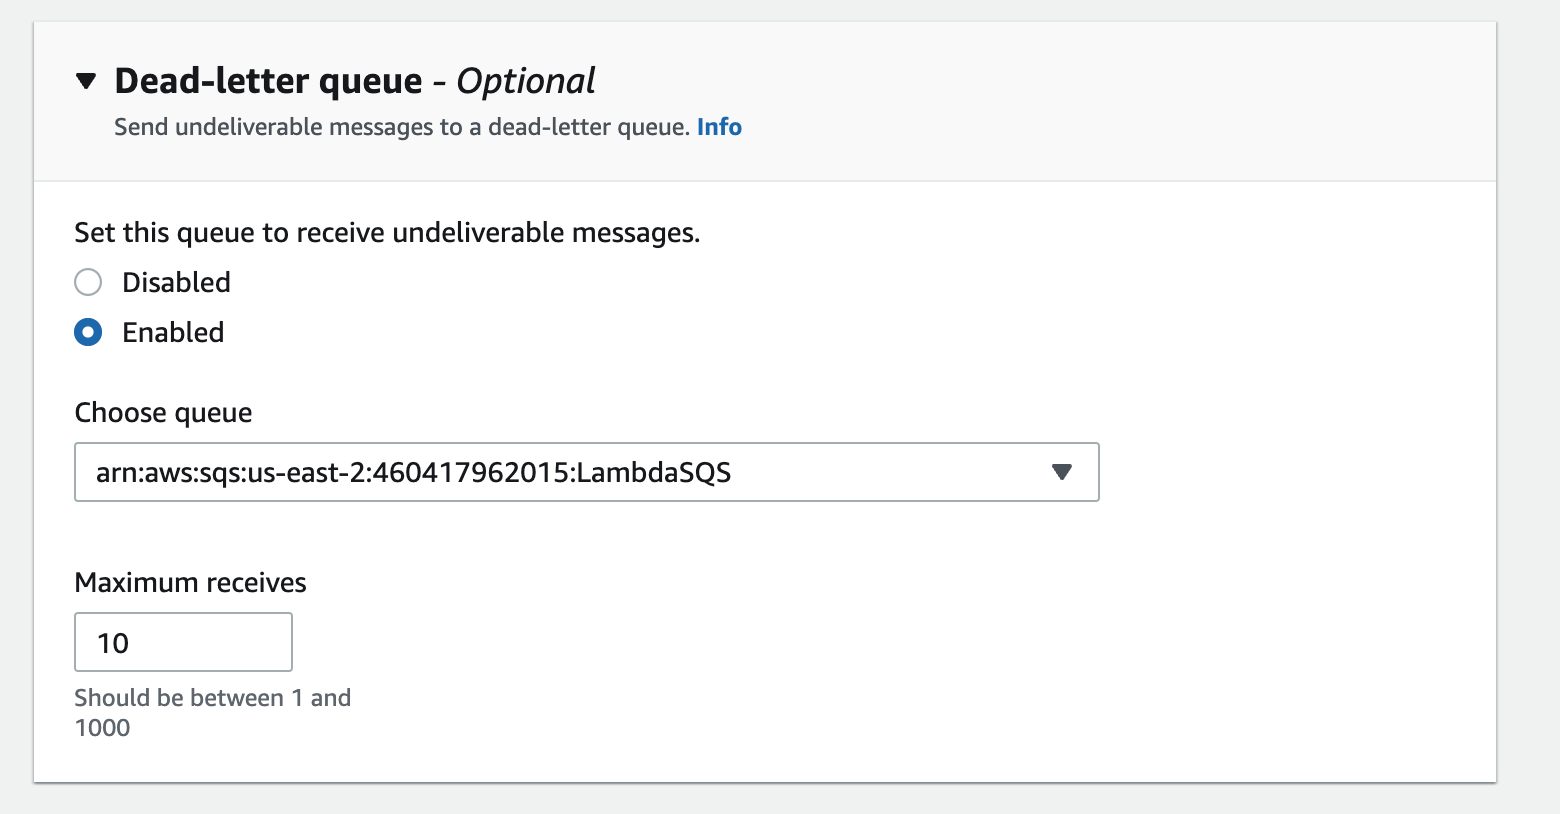 Dead-letter queue - Optional
Send undeliverable messages to a dead-letter queue. Info
Set this queue to receive undeliverable messages.
Disabled
Enabled
Choose queue
arn:aws:sqs:us-east-2:460417962015:LambdaSQS
Maximum receives
10
Should be between 1 and
1000